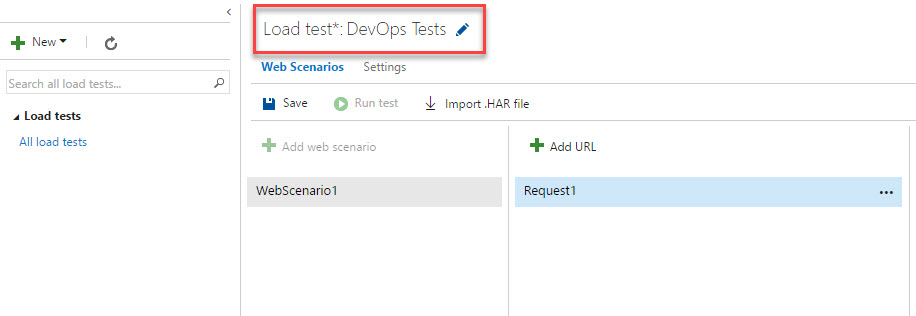 New
Search all load tests...
Load tests
All load tests
Load test*: DevOps Tests
Web Scenarios Settings
Save Run test Import .HAR file
Add web scenario
WebScenario1
Add URL
Request1